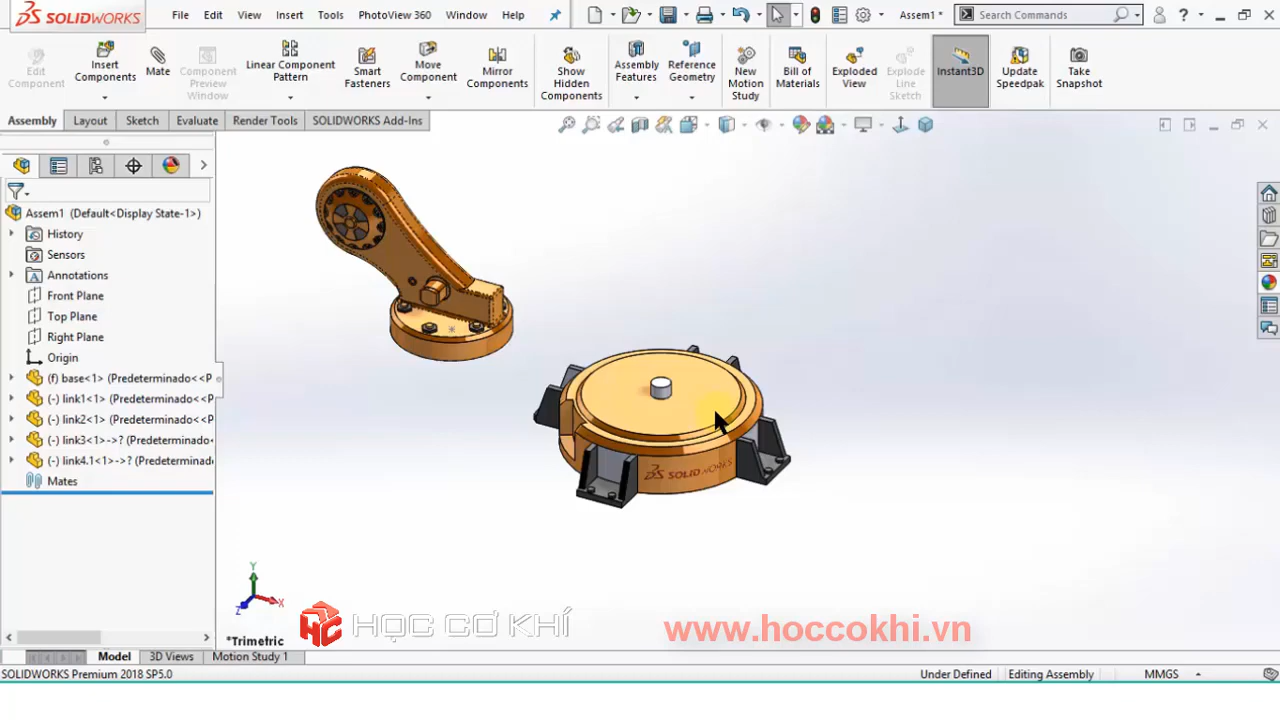 SOLIDWORKS File Edit View Insert Tools PhotoView 360 Window Help Assem1 * Search Commands ?
Edit Component
Insert Components
Mate
Component Preview Window
Linear Component Pattern
Smart Fasteners
Move Component
Mirror Components
Show Hidden Components
Assembly Features
Reference Geometry
New Motion Study
Bill of Materials
Exploded View
Explode Line Sketch
Instant3D
Update Speedpak
Take Snapshot
Assembly Layout Sketch Evaluate Render Tools SOLIDWORKS Add-Ins
Assem1 (Default<Display State-1>)
History
Sensors
A Annotations
Front Plane
Top Plane
Right Plane
Origin
(f) base<1> (Predeterminado<<P
(-) link1<1> (Predeterminado<<P
(-) link2<1> (Predeterminado<<P
(-) link3<1>->? (Predeterminado
(-) link4.1<1>->? (Predeterminado
Mates
SOLIDWORKS
Y
Z X
*Trimetric
HỌC CƠ KHÍ
www.hoccokhi.vn
Model 3D Views Motion Study 1
SOLIDWORKS Premium 2018 SP5.0 Under Defined Editing Assembly MMGS